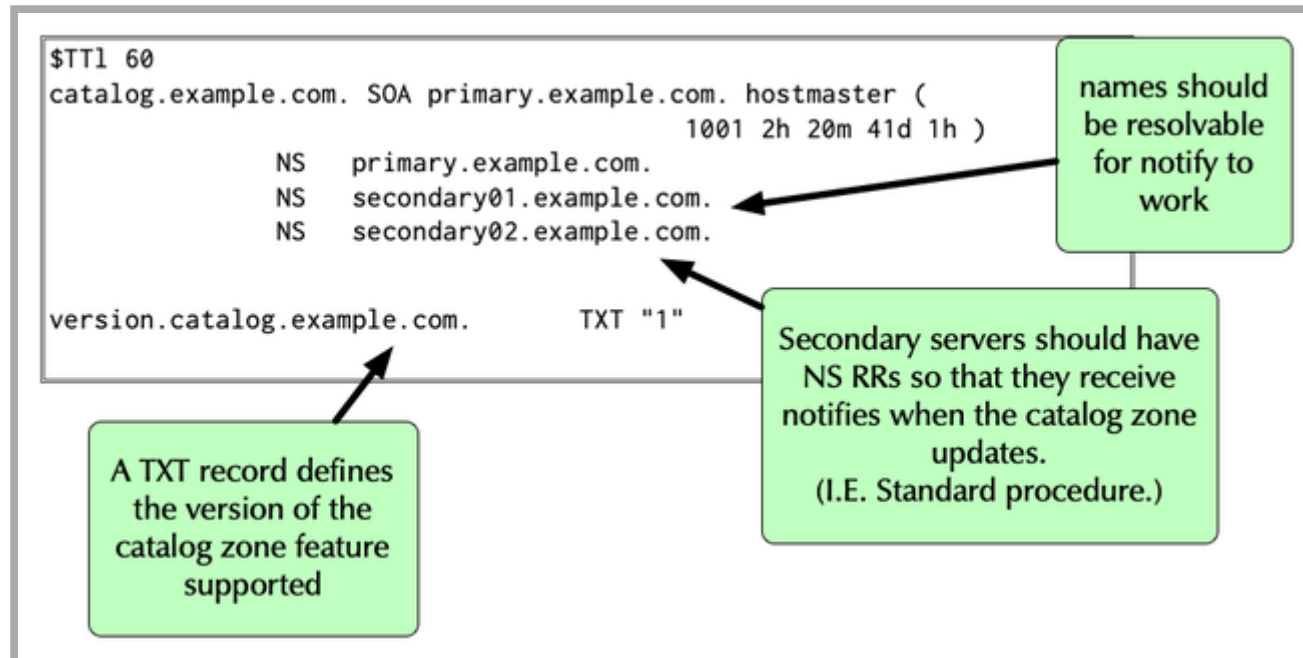 $TTl 60
catalog.example.com. SOA primary.example.com. hostmaster (
1001 2h 20m 41d 1h )
NS primary.example.com.
NS secondary01.example.com.
NS secondary02.example.com.
version.catalog.example.com. TXT "1"
names should
be resolvable
for notify to
work
Secondary servers should have
NS RRs so that they receive
notifies when the catalog zone
updates.
(I.E. Standard procedure.)
A TXT record defines
the version of the
catalog zone feature
supported